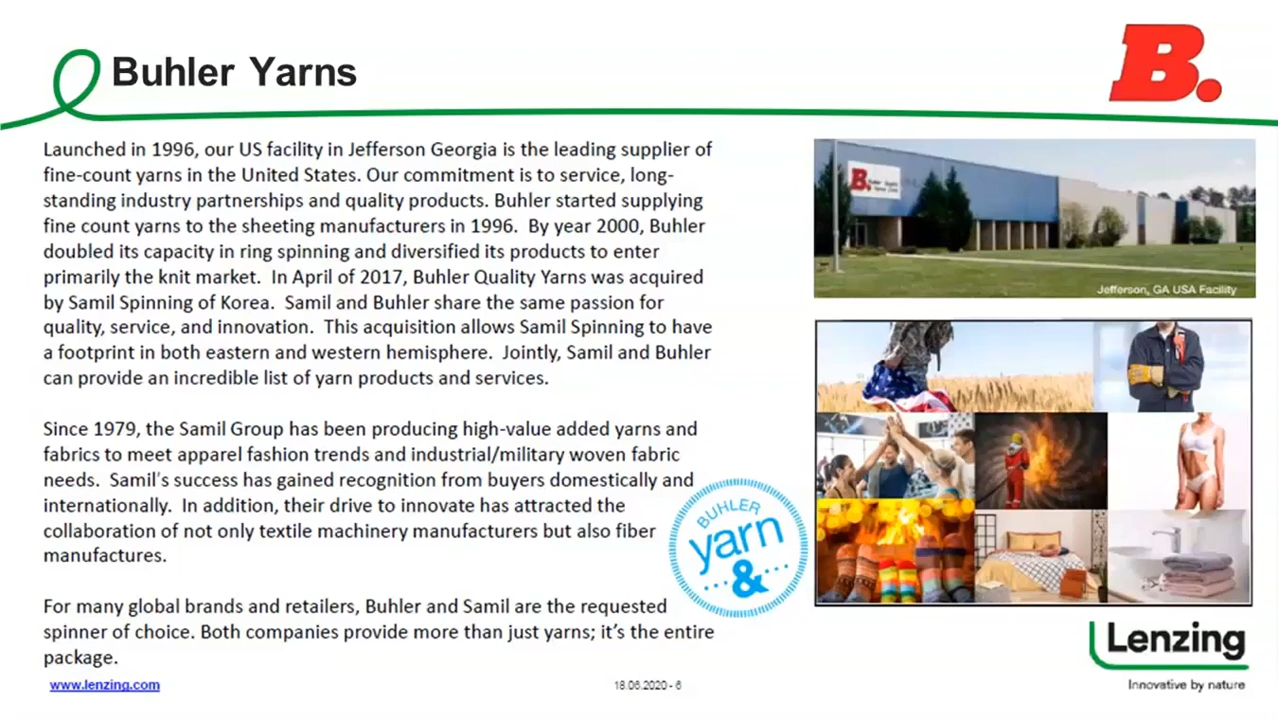 Buhler Yarns
B.
Launched in 1996, our US facility in Jefferson Georgia is the leading supplier of
fine-count yarns in the United States. Our commitment is to service, long-
standing industry partnerships and quality products. Buhler started supplying
fine count yarns to the sheeting manufacturers in 1996.  By year 2000, Buhler
doubled its capacity in ring spinning and diversified its products to enter
primarily the knit market.  In April of 2017, Buhler Quality Yarns was acquired
by Samil Spinning of Korea.  Samil and Buhler share the same passion for
quality, service, and innovation.  This acquisition allows Samil Spinning to have
a footprint in both eastern and western hemisphere.  Jointly, Samil and Buhler
can provide an incredible list of yarn products and services.
Since 1979, the Samil Group has been producing high-value added yarns and
fabrics to meet apparel fashion trends and industrial/military woven fabric
needs.  Samil's success has gained recognition from buyers domestically and
internationally.  In addition, their drive to innovate has attracted the
collaboration of not only textile machinery manufacturers but also fiber
manufactures.
For many global brands and retailers, Buhler and Samil are the requested
spinner of choice. Both companies provide more than just yarns; it's the entire
package.
B.
Jefferson, GA USA Facility
BUHLER
yarn
...&...
Lenzing
Innovative by nature
www.lenzing.com
18.06.2020 - 6